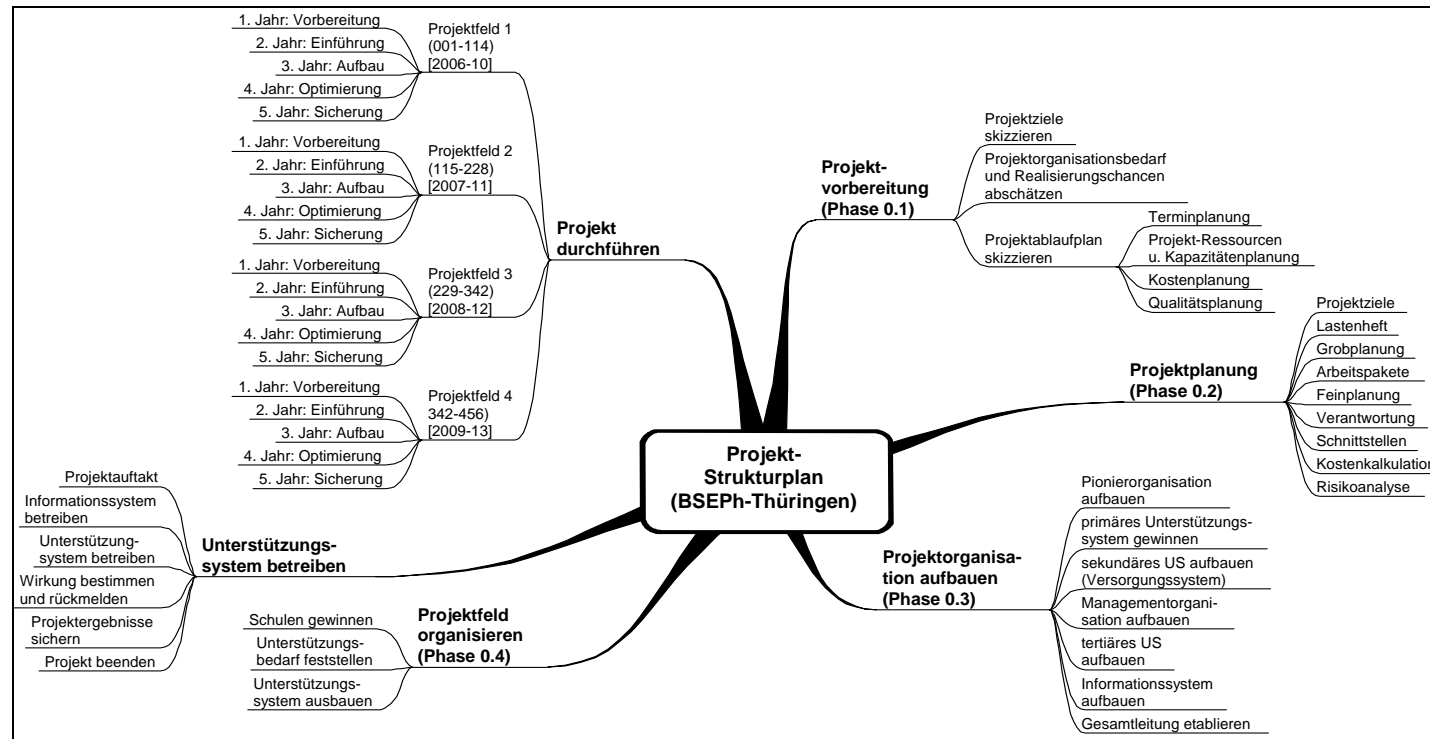 Projekt-
Strukturplan
(BSEPh-Thüringen)
Projekt-
vorbereitung
(Phase 0.1)
Projektziele
skizzieren
Projektorganisationsbedarf
und Realisierungschancen
abschätzen
Projektablaufplan
skizzieren
Terminplanung
Projekt-Ressourcen
u. Kapazitätenplanung
Kostenplanung
Qualitätsplanung
Projektplanung
(Phase 0.2)
Projektziele
Lastenheft
Grobplanung
Arbeitspakete
Feinplanung
Verantwortung
Schnittstellen
Kostenkalkulation
Risikoanalyse
Projektorganisa-
tion aufbauen
(Phase 0.3)
Pionierorganisation
aufbauen
primäres Unterstützungs-
system gewinnen
sekundäres US aufbauen
(Versorgungssystem)
Managementorgani-
sation aufbauen
tertiäres US
aufbauen
Informationssystem
aufbauen
Gesamtleitung etablieren
Projektfeld
organisieren
(Phase 0.4)
Schulen gewinnen
Unterstützungs-
bedarf feststellen
Unterstützungs-
system ausbauen
Unterstützungs-
system betreiben
Projektauftakt
Informationssystem
betreiben
Unterstützung-
system betreiben
Wirkung bestimmen
und rückmelden
Projektergebnisse
sichern
Projekt beenden
Projekt
durchführen
Projektfeld 1
(001-114)
[2006-10]
1. Jahr: Vorbereitung
2. Jahr: Einführung
3. Jahr: Aufbau
4. Jahr: Optimierung
5. Jahr: Sicherung
Projektfeld 2
(115-228)
[2007-11]
1. Jahr: Vorbereitung
2. Jahr: Einführung
3. Jahr: Aufbau
4. Jahr: Optimierung
5. Jahr: Sicherung
Projektfeld 3
(229-342)
[2008-12]
1. Jahr: Vorbereitung
2. Jahr: Einführung
3. Jahr: Aufbau
4. Jahr: Optimierung
5. Jahr: Sicherung
Projektfeld 4
342-456)
[2009-13]
1. Jahr: Vorbereitung
2. Jahr: Einführung
3. Jahr: Aufbau
4. Jahr: Optimierung
5. Jahr: Sicherung